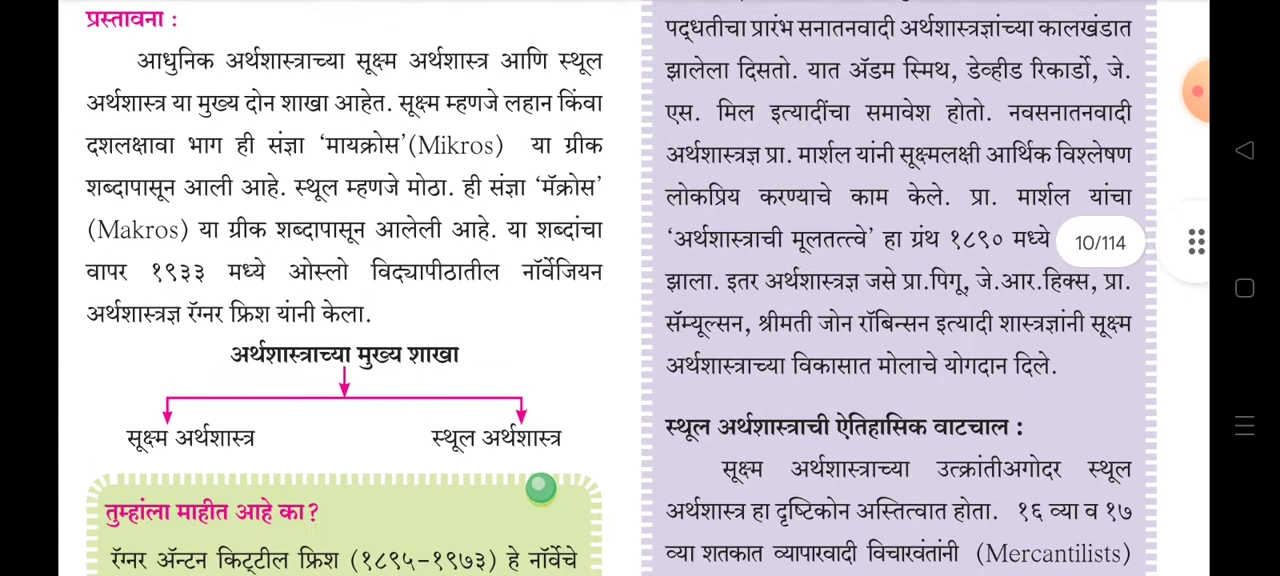 प्रस्तावना :
आधुनिक अर्थशास्त्राच्या सूक्ष्म अर्थशास्त्र आणि स्थूल
अर्थशास्त्र या मुख्य दोन शाखा आहेत. सूक्ष्म म्हणजे लहान किंवा
दशलक्षावा भाग ही संज्ञा ‘मायक्रोस’(Mikros) या ग्रीक
शब्दापासून आली आहे. स्थूल म्हणजे मोठा. ही संज्ञा ‘मॅक्रोस’
(Makros) या ग्रीक शब्दापासून आलेली आहे. या शब्दांचा
वापर १९३३ मध्ये ओस्लो विद्यापीठातील नॉर्वेजियन
अर्थशास्त्रज्ञ रॅग्नर फ्रिश यांनी केला.
अर्थशास्त्राच्या मुख्य शाखा
सूक्ष्म अर्थशास्त्र
स्थूल अर्थशास्त्र
तुम्हांला माहीत आहे का?
रॅग्नर ॲन्टन किट्टील फ्रिश (१८९५-१९७३) हे नॉर्वेचे
पद्धतीचा प्रारंभ सनातनवादी अर्थशास्त्रज्ञांच्या कालखंडात
झालेला दिसतो. यात ॲडम स्मिथ, डेव्हीड रिकार्डो, जे.
एस. मिल इत्यादींचा समावेश होतो. नवसनातनवादी
अर्थशास्त्रज्ञ प्रा. मार्शल यांनी सूक्ष्मलक्षी आर्थिक विश्लेषण
लोकप्रिय करण्याचे काम केले. प्रा. मार्शल यांचा
‘अर्थशास्त्राची मूलतत्त्वे’ हा ग्रंथ १८९० मध्ये
10/114
झाला. इतर अर्थशास्त्रज्ञ जसे प्रा.पिगू, जे.आर.हिक्स, प्रा.
सॅम्युल्सन, श्रीमती जोन रॉबिन्सन इत्यादी शास्त्रज्ञांनी सूक्ष्म
अर्थशास्त्राच्या विकासात मोलाचे योगदान दिले.
स्थूल अर्थशास्त्राची ऐतिहासिक वाटचाल :
सूक्ष्म अर्थशास्त्राच्या उत्क्रांतीअगोदर स्थूल
अर्थशास्त्र हा दृष्टिकोन अस्तित्वात होता. १६ व्या व १७
व्या शतकात व्यापारवादी विचारवंतांनी (Mercantilists)